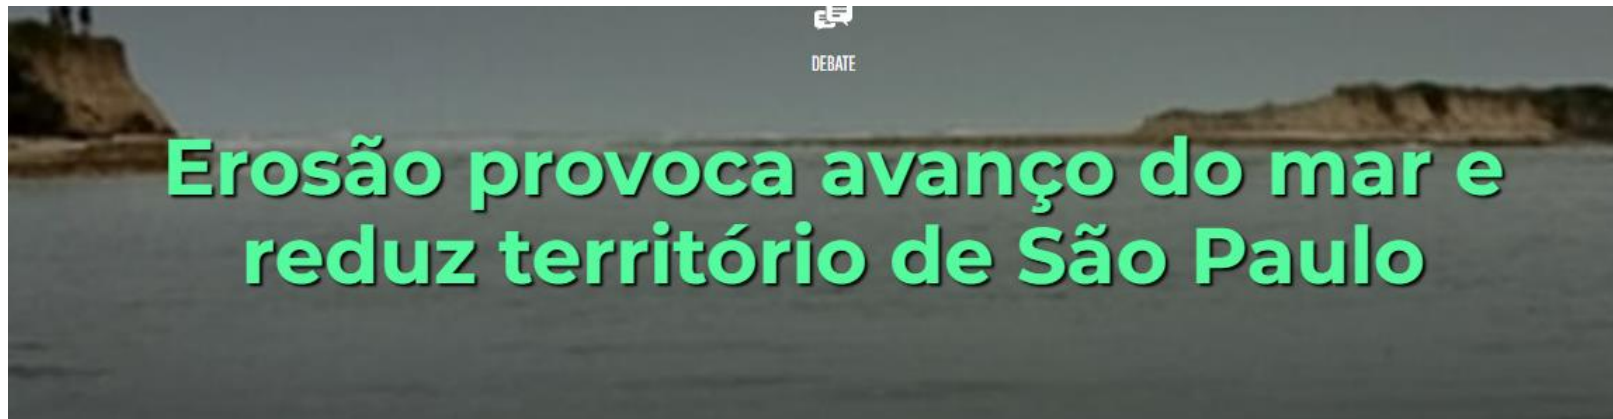 DEBATE
Erosão provoca avanço do mar e
reduz território de São Paulo